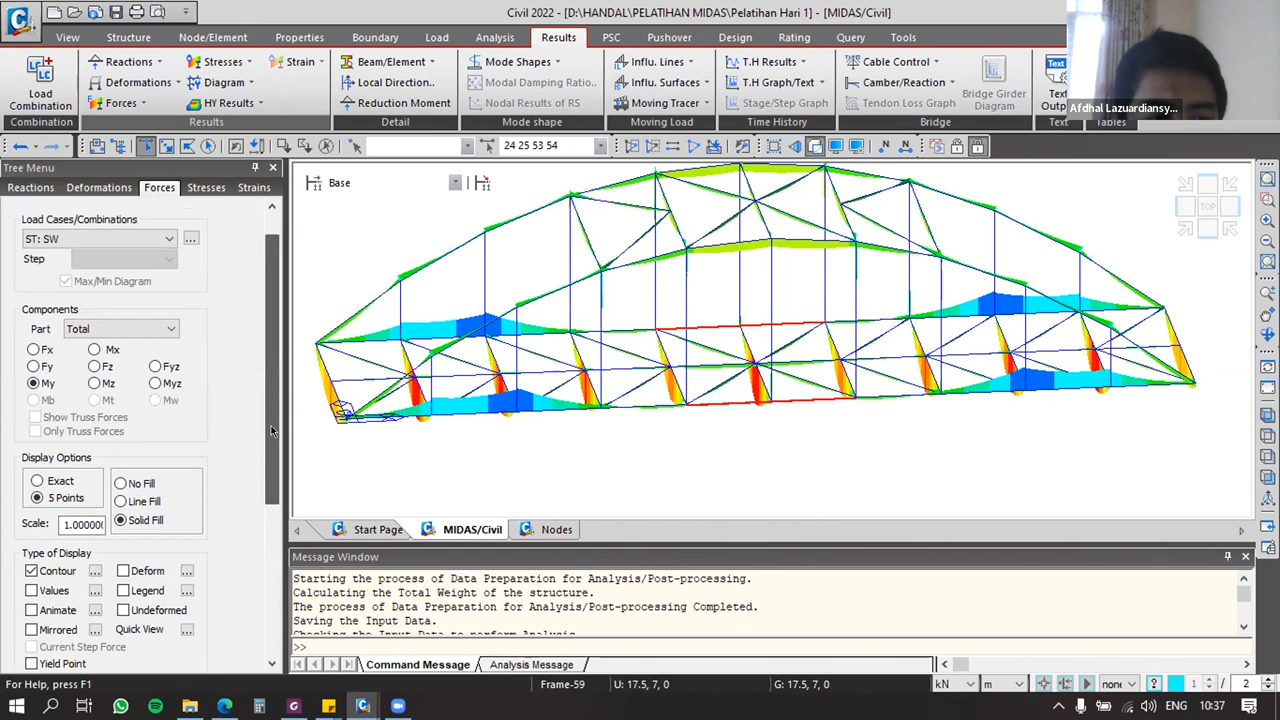 Civil 2022 - [D:\HANDAL\PELATIHAN MIDAS\Pelatihan Hari 1] - [MIDAS/Civil]
View Structure Node/Element Properties Boundary Load Analysis Results PSC Pushover Design Rating Query Tools
Reactions Stresses Strain Beam/Element Mode Shapes Influ. Lines T.H Results Cable Control
Load Combination Deformations Diagram Local Direction... Modal Damping Ratio... Influ. Surfaces T.H Graph/Text Camber/Reaction Bridge Girder Diagram Text
Forces HY Results Reduction Moment Nodal Results of RS Moving Tracer Stage/Step Graph Tendon Loss Graph
Afdhal Lazuardiansy...
Combination Results Detail Mode shape Moving Load Time History Bridge Text Tables
24 25 53 54
Tree Menu
Reactions Deformations Forces Stresses Strains
Base
TOP
Load Cases/Combinations
ST: SW
Step
Max/Min Diagram
Components
Part Total
Fx Mx
Fy Fz Fyz
My Mz Myz
Mb Mt Mw
Show Truss Forces
Only Truss Forces
Display Options
Exact No Fill
5 Points Line Fill
Scale: 1.000000 Solid Fill
Type of Display
Contour Deform
Values Legend
Animate Undeformed
Mirrored Quick View
Current Step Force
Yield Point
Start Page MIDAS/Civil Nodes
Message Window
Starting the process of Data Preparation for Analysis/Post-processing.
Calculating the Total Weight of the structure.
The process of Data Preparation for Analysis/Post-processing Completed.
Saving the Input Data.
Checking the Input Data to perform Analysis
>>
Command Message Analysis Message
For Help, press F1 Frame-59 U: 17.5, 7, 0 G: 17.5, 7, 0 kN m none 1 / 2
ENG 10:37